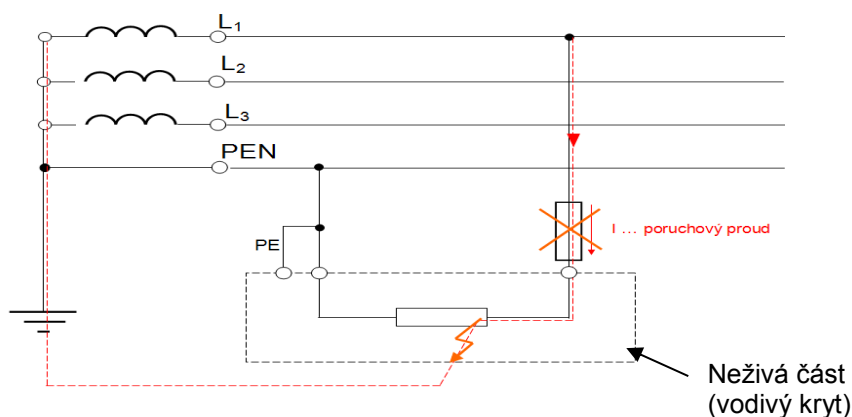 L1
L2
L3
PEN
PE
I ... poruchový proud
Neživá část
(vodivý kryt)